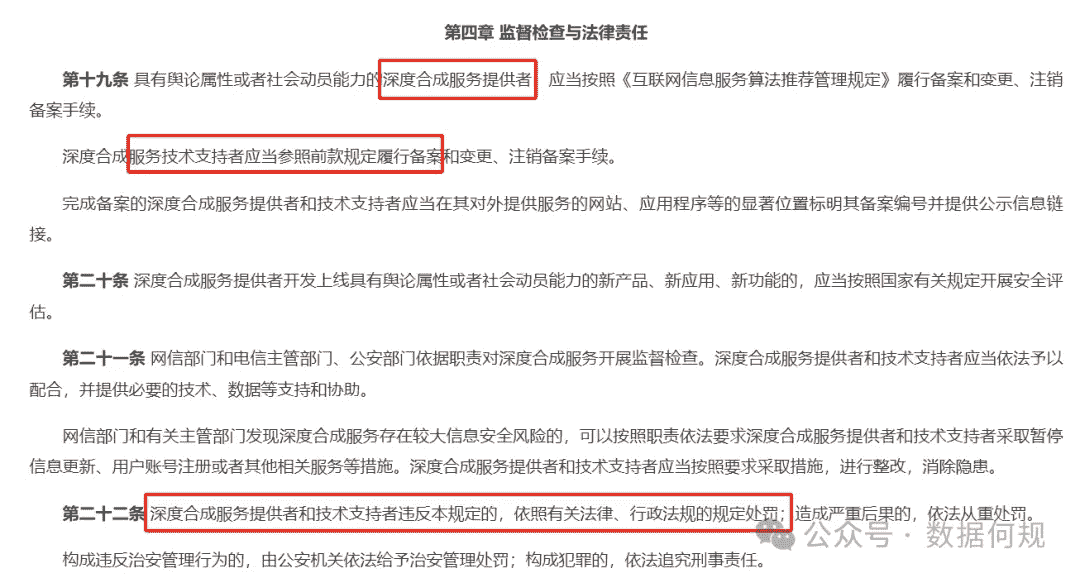 第四章 监督检查与法律责任
第十九条 具有舆论属性或者社会动员能力的深度合成服务提供者，应当按照《互联网信息服务算法推荐管理规定》履行备案和变更、注销
备案手续。
深度合成服务技术支持者应当参照前款规定履行备案和变更、注销备案手续。
完成备案的深度合成服务提供者和技术支持者应当在其对外提供服务的网站、应用程序等的显著位置标明其备案编号并提供公示信息链
接。
第二十条 深度合成服务提供者开发上线具有舆论属性或者社会动员能力的新产品、新应用、新功能的，应当按照国家有关规定开展安全评
估。
第二十一条 网信部门和电信主管部门、公安部门依据职责对深度合成服务开展监督检查。深度合成服务提供者和技术支持者应当依法予以
配合，并提供必要的技术、数据等支持和协助。
网信部门和有关主管部门发现深度合成服务存在较大信息安全风险的，可以按照职责依法要求深度合成服务提供者和技术支持者采取暂停
信息更新、用户账号注册或者其他相关服务等措施。深度合成服务提供者和技术支持者应当按照要求采取措施，进行整改，消除隐患。
第二十二条 深度合成服务提供者和技术支持者违反本规定的，依照有关法律、行政法规的规定处罚；造成严重后果的，依法从重处罚。
公众号 · 数据何规
构成违反治安管理行为的，由公安机关依法给予治安管理处罚；构成犯罪的，依法追究刑事责任。